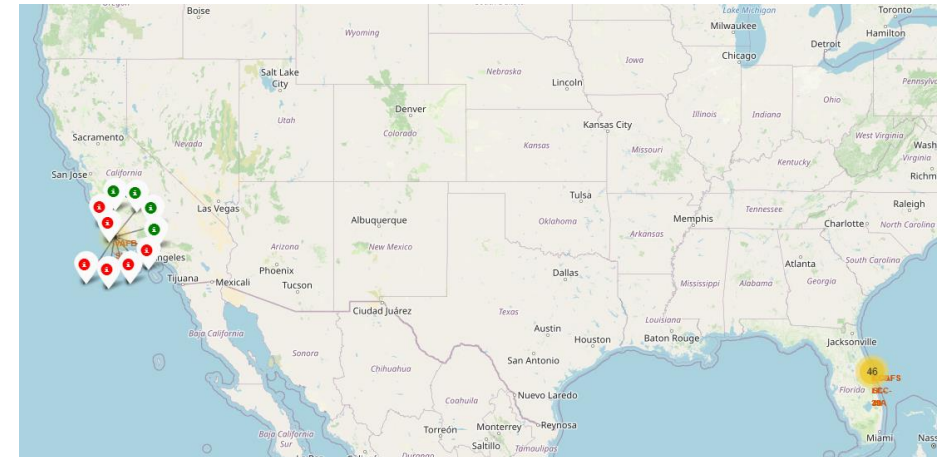 Boise
Wyoming
Lake Michigan
Toronto
Milwaukee
Hamilton
Detroit
Chicago
Iowa
Salt Lake
City
Nebraska
Lincoln
Pennsylv
Ohio
Denver
Utah
Illinois
Indiana
Kansas City
Sacramento
Nevada
Colorado
Kansas
Missouri
West Virginia
Wash
Virginia
San Jose
California
Kentucky
Richm
Las Vegas
Tulsa
Raleigh
Albuquerque
Oklahoma
Memphis
Tennessee
Charlotte
North Carolina
Arkansas
Arizona
New Mexico
Angeles
Phoenix
Atlanta
South Carolina
Tijuana
Mexicali
Tucson
Dallas
Mississippi
Alabama
Georgia
Ciudad Juárez
Texas
Louisiana
Austin
Houston
Baton Rouge
Jacksonville
Baja California
Sonora
San Antonio
Chihuahua
46
Florida
Nuevo Laredo
Coahuila
Baja California
Sur
Torreón
Monterrey
Reynosa
Saltillo
Tamaulipas
Durango
Miami
Nass